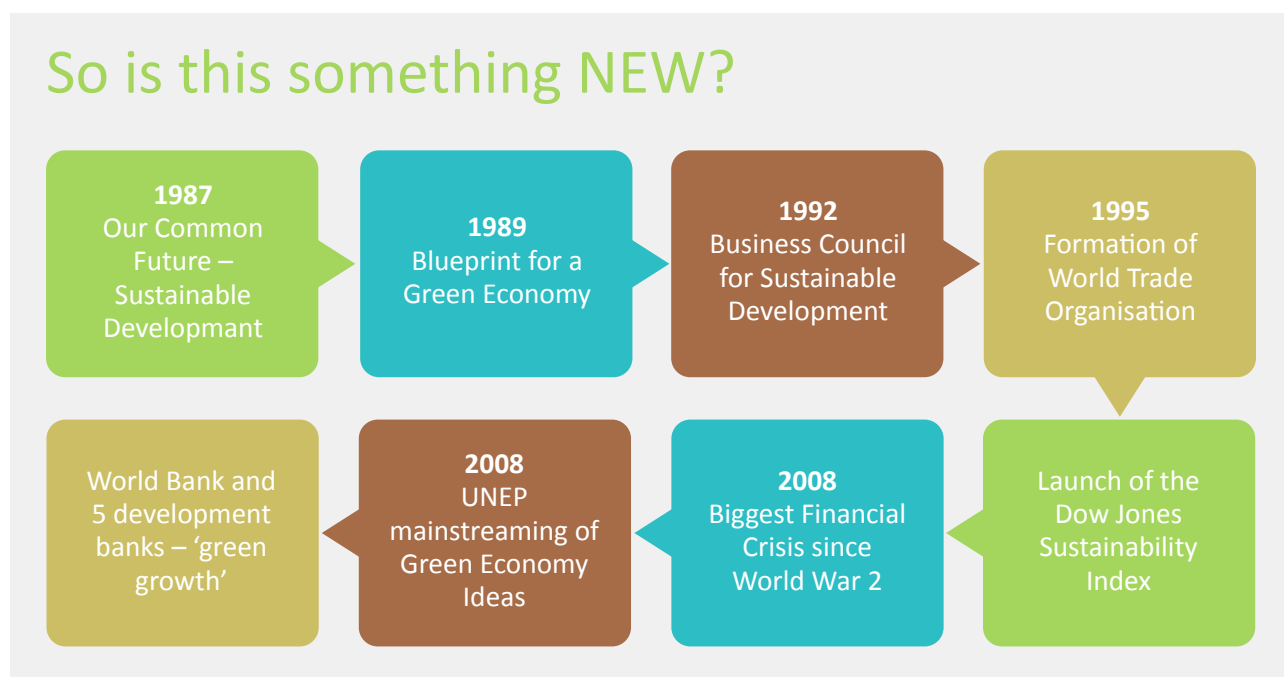 So is this something NEW?
1987
Our Common
Future –
Sustainable
Developmant
1989
Blueprint for a
Green Economy
1992
Business Council
for Sustainable
Development
1995
Formation of
World Trade
Organisation
Launch of the
Dow Jones
Sustainability
Index
2008
Biggest Financial
Crisis since
World War 2
2008
UNEP
mainstreaming of
Green Economy
Ideas
World Bank and
5 development
banks – ‘green
growth’